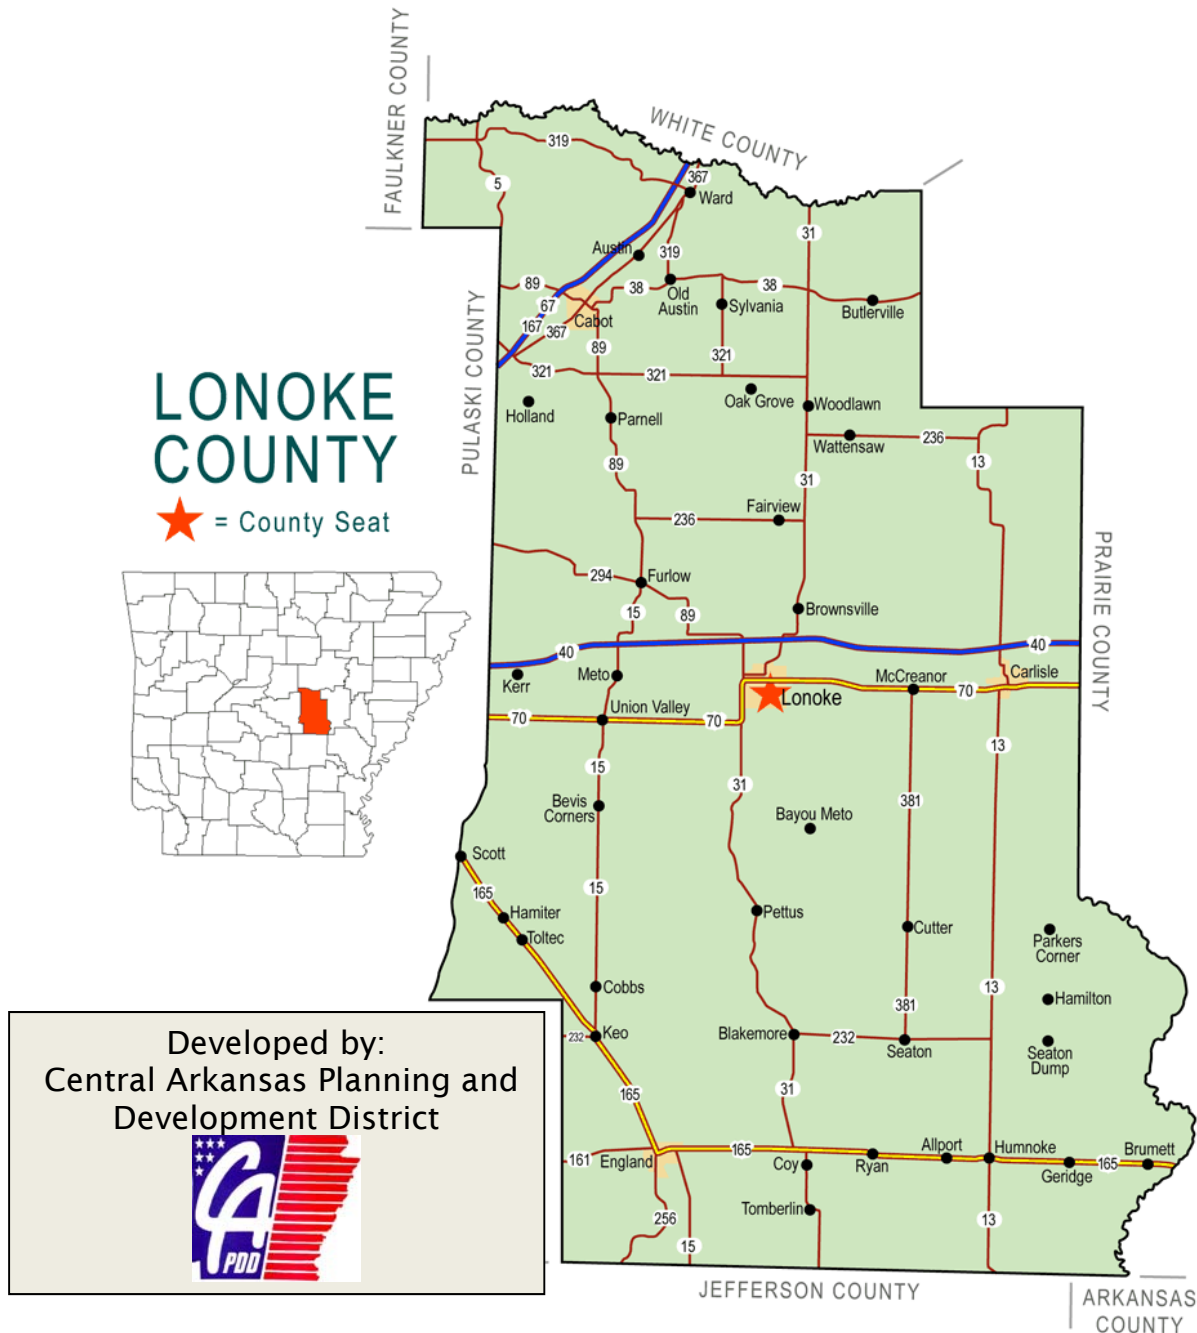 FAULKNER COUNTY
WHITE COUNTY
319
367
5
Ward
31
Austin
319
89
38
38
67
Old
Austin
Sylvania
Butlerville
Cabot
167
367
89
321
321
321
PULASKI COUNTY
LONOKE
COUNTY
= County Seat
Holland
Parnell
Oak Grove
Woodlawn
Wattensaw
236
13
89
31
Fairview
236
PRAIRIE COUNTY
294
Furlow
15
89
Brownsville
40
40
Kerr
Meto
McCreanor
Carlisle
70
Lonoke
Union Valley
70
70
13
15
31
381
Bevis
Corners
Bayou Meto
Scott
165
15
Hamiter
Toltec
Pettus
Cutter
Parkers
Corner
Cobbs
13
Hamilton
381
232
Keo
Blakemore
232
Seaton
Seaton
Dump
165
31
161
England
165
Coy
Ryan
Allport
Humnoke
Geridge
165
Brumett
Tomberlin
256
15
13
JEFFERSON COUNTY
ARKANSAS
COUNTY
Developed by:
Central Arkansas Planning and
Development District
CA
PDD